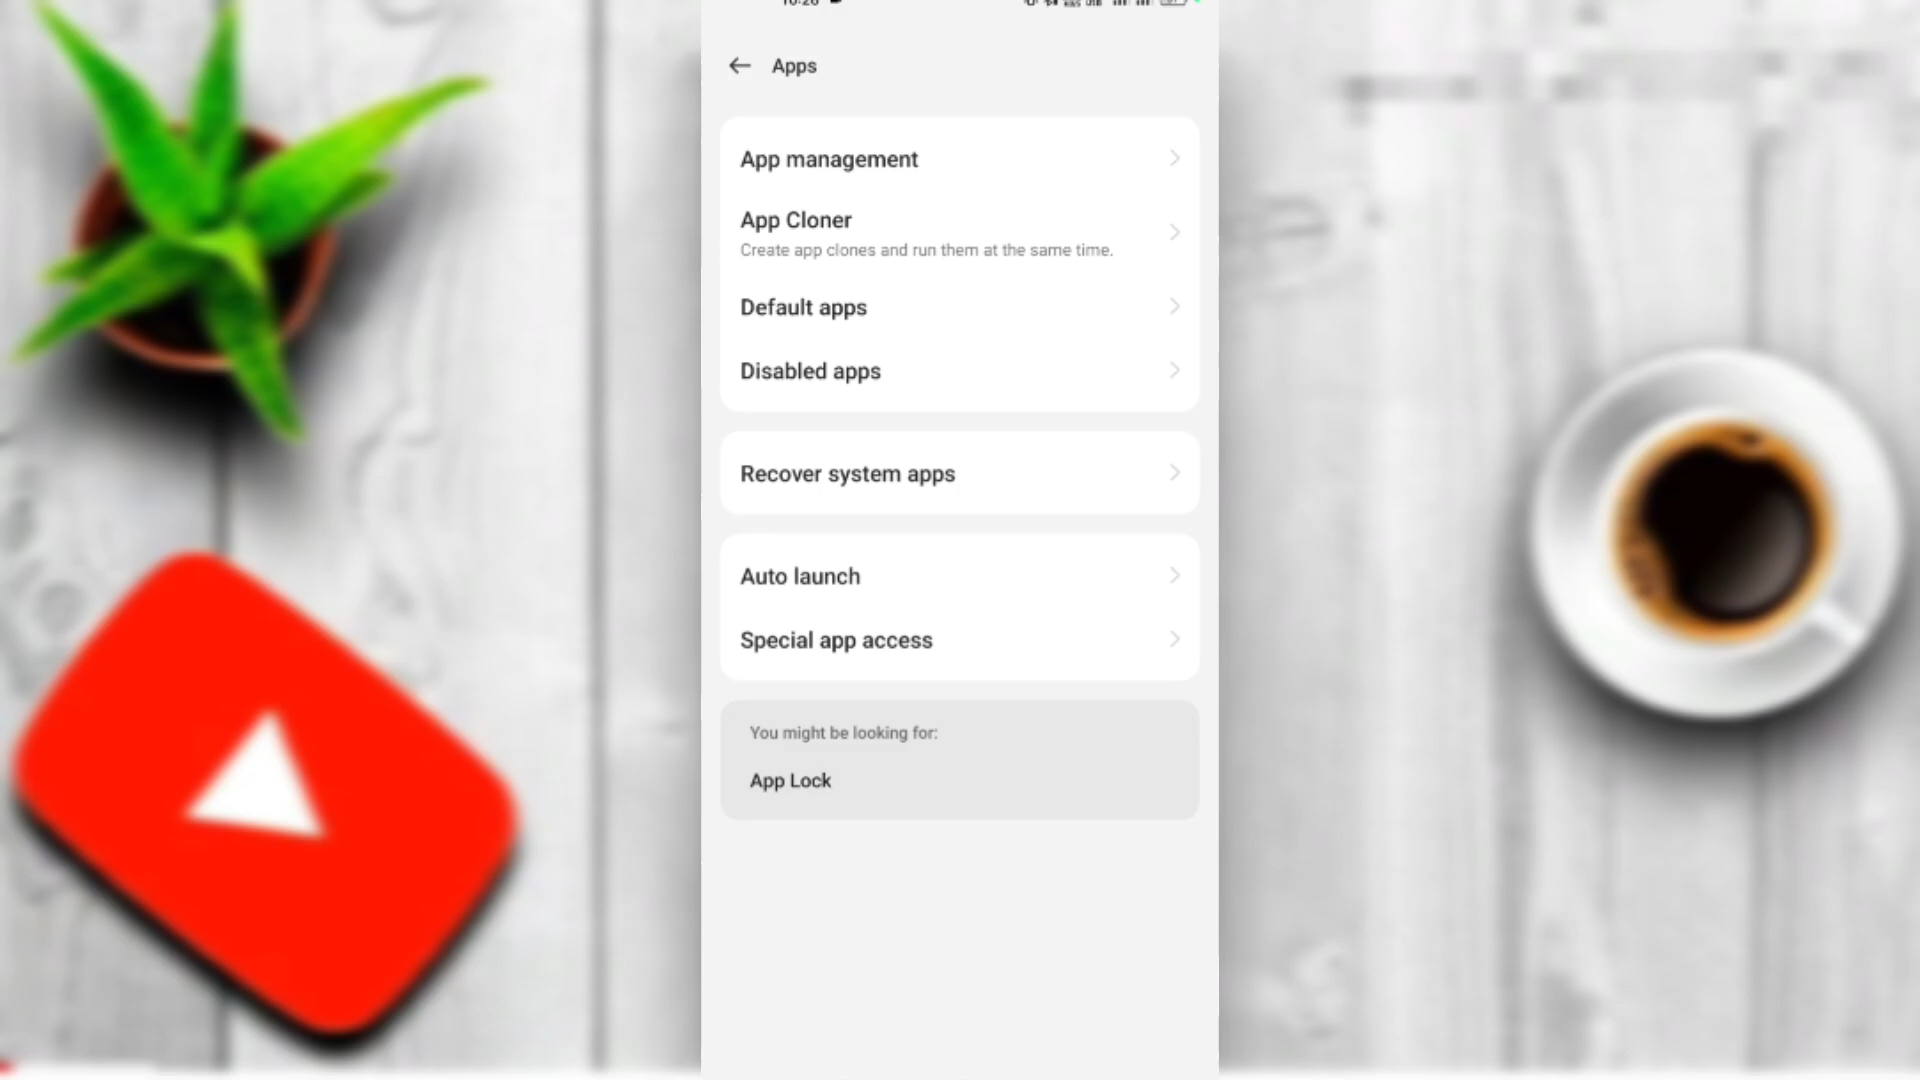 Apps
App management
App Cloner
Create app clones and run them at the same time.
Default apps
Disabled apps
Recover system apps
Auto launch
Special app access
You might be looking for:
App Lock